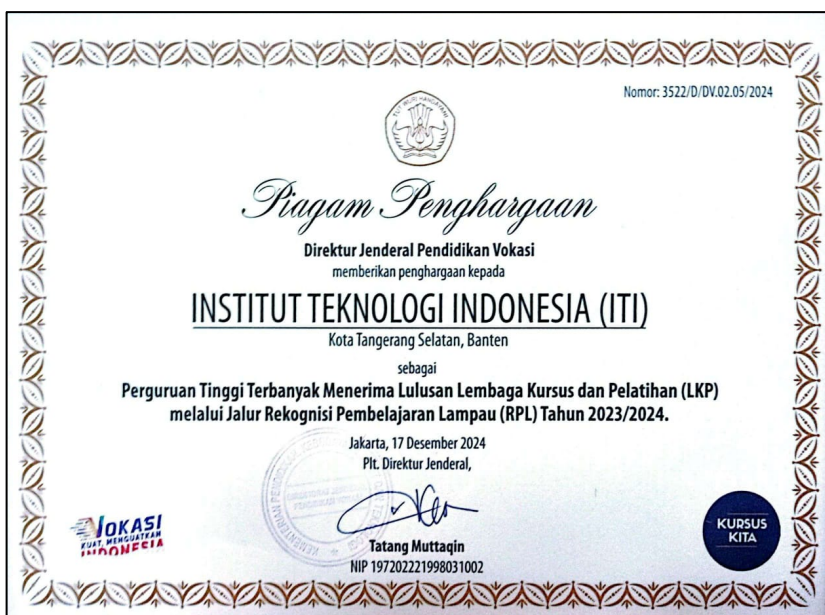 Nomor: 3522/D/DV.02.05/2024
TUT WURI HANDAYANI
Piagam Penghargaan
Direktur Jenderal Pendidikan Vokasi
memberikan penghargaan kepada
INSTITUT TEKNOLOGI INDONESIA (ITI)
Kota Tangerang Selatan, Banten
sebagai
Perguruan Tinggi Terbanyak Menerima Lulusan Lembaga Kursus dan Pelatihan (LKP)
melalui Jalur Rekognisi Pembelajaran Lampau (RPL) Tahun 2023/2024.
Jakarta, 17 Desember 2024
Plt. Direktur Jenderal,
Tatang Muttaqin
NIP 197202221998031002
VOKASI
KUAT, MENGUATKAN
INDONESIA
KURSUS
KITA